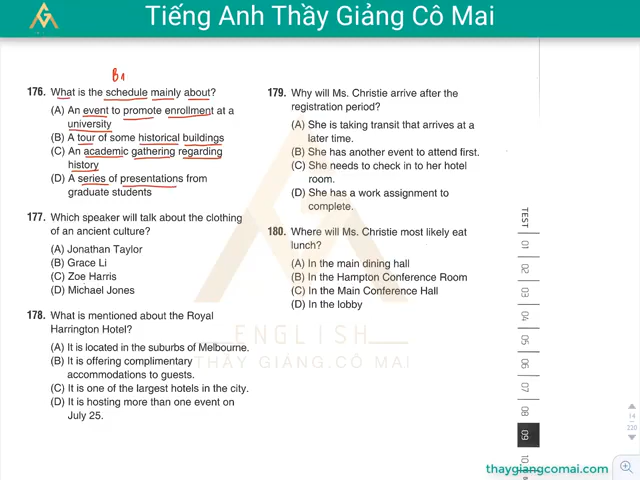 Tiếng Anh Thầy Giảng Cô Mai
B1
176. What is the schedule mainly about?
(A) An event to promote enrollment at a
university
(B) A tour of some historical buildings
(C) An academic gathering regarding
history
(D) A series of presentations from
graduate students
177. Which speaker will talk about the clothing
of an ancient culture?
(A) Jonathan Taylor
(B) Grace Li
(C) Zoe Harris
(D) Michael Jones
178. What is mentioned about the Royal
Harrington Hotel?
(A) It is located in the suburbs of Melbourne.
(B) It is offering complimentary
accommodations to guests.
(C) It is one of the largest hotels in the city.
(D) It is hosting more than one event on
July 25.
179. Why will Ms. Christie arrive after the
registration period?
(A) She is taking transit that arrives at a
later time.
(B) She has another event to attend first.
(C) She needs to check in to her hotel
room.
(D) She has a work assignment to
complete.
180. Where will Ms. Christie most likely eat
lunch?
(A) In the main dining hall
(B) In the Hampton Conference Room
(C) In the Main Conference Hall
(D) In the lobby
ENGLISH
THẦY GIẢNG.CÔ MAI
TEST
01
02
03
04
05
06
07
08
09
10
14
220
thaygiangcomai.com